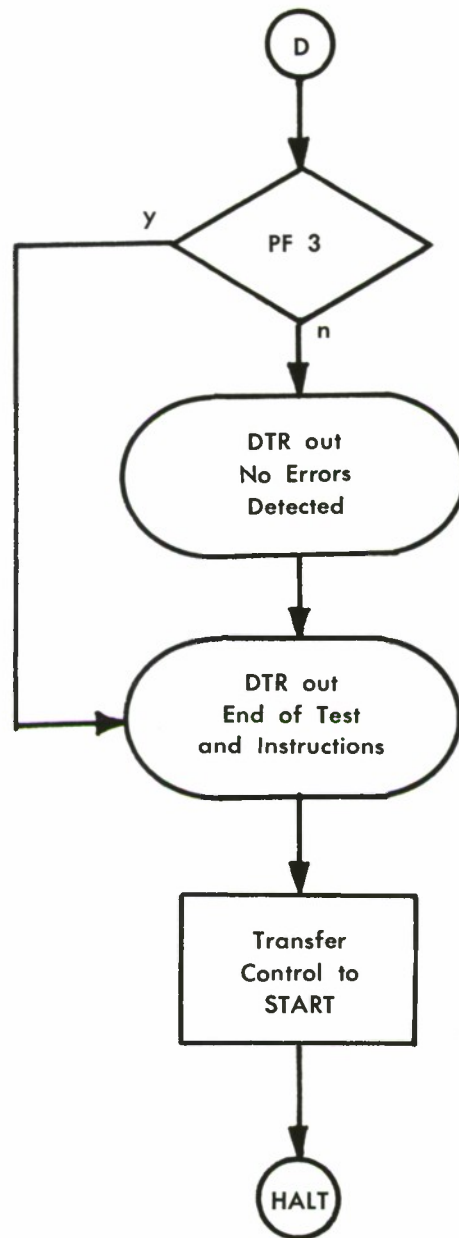 D
y
PF 3
n
DTR out
No Errors
Detected
DTR out
End of Test
and Instructions
Transfer
Control to
START
HALT